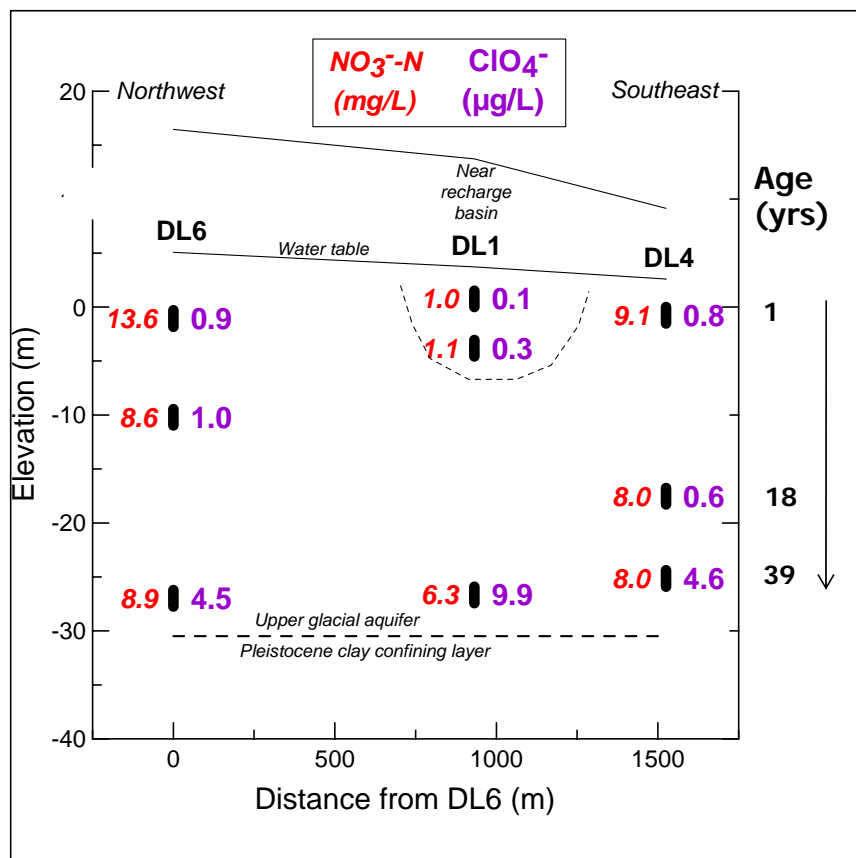 NO₃⁻-N ClO₄⁻
(mg/L) (µg/L)
Northwest
Southeast
20
Near
recharge
basin
Age
(yrs)
DL6
Water table
DL1
DL4
0
13.6 0.9
1.0 0.1
9.1 0.8
1
1.1 0.3
-10
8.6 1.0
8.0 0.6
18
-20
8.0 4.6
39
8.9 4.5
6.3 9.9
Upper glacial aquifer
-30
Pleistocene clay confining layer
-40
Elevation (m)
0 500 1000 1500
Distance from DL6 (m)